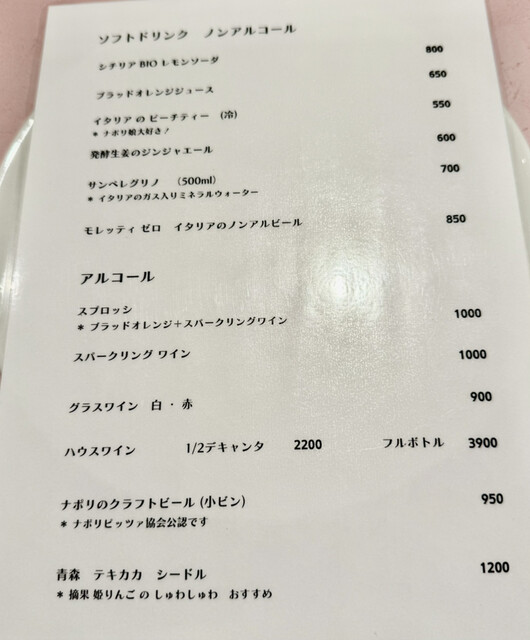 ソフトドリンク ノンアルコール
シチリア BIO レモンソーダ 800
ブラッドオレンジジュース 650
イタリア の ピーチティー (冷) 550
* ナポリ娘大好き！
発酵生姜のジンジャエール 600
サンペレグリノ (500ml) 700
* イタリアのガス入りミネラルウォーター
モレッティ ゼロ イタリアのノンアルビール 850
アルコール
スプロッシ 1000
* ブラッドオレンジ＋スパークリングワイン
スパークリング ワイン 1000
グラスワイン 白 ・ 赤 900
ハウスワイン 1/2デキャンタ 2200 フルボトル 3900
ナポリのクラフトビール (小ビン) 950
* ナポリピッツァ協会公認です
青森 テキカカ シードル 1200
* 摘果 姫りんご の しゅわしゅわ おすすめ